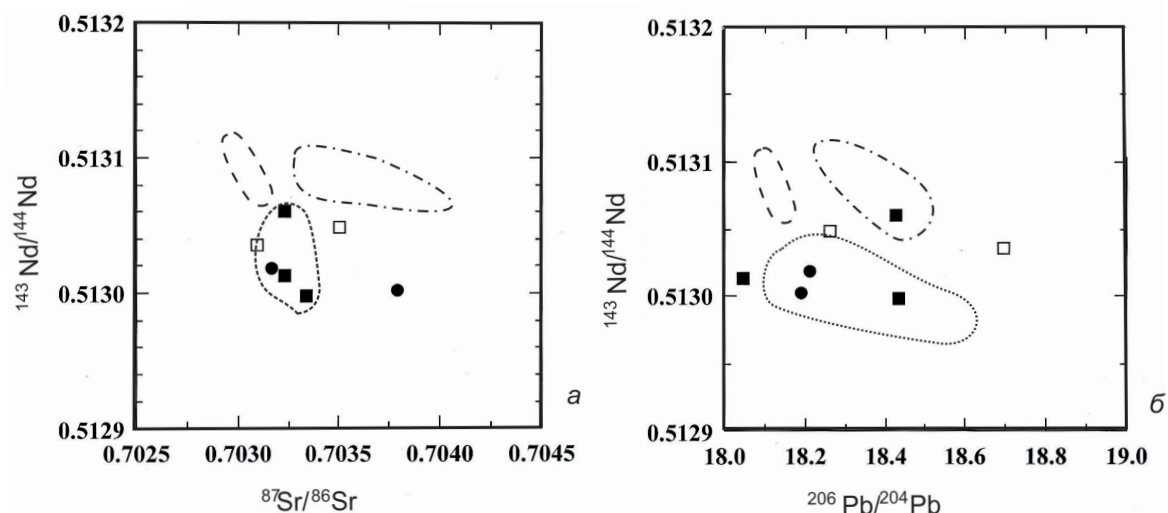 0.5132
0.5131
0.5130
0.5129
0.7025 0.7030 0.7035 0.7040 0.7045
¹⁴³Nd/¹⁴⁴Nd
⁸⁷Sr/⁸⁶Sr
а
0.5132
0.5131
0.5130
0.5129
18.0 18.2 18.4 18.6 18.8 19.0
¹⁴³Nd/¹⁴⁴Nd
²⁰⁶Pb/²⁰⁴Pb
б